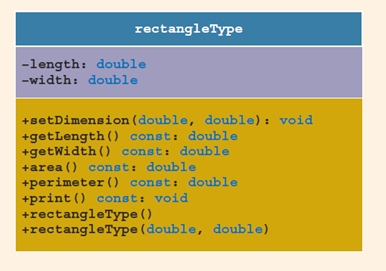 rectangleType
-length: double
-width: double
+setDimension(double, double): void
+getLength() const: double
+getWidth() const: double
+area() const: double
+perimeter() const: double
+print() const: void
+rectangleType()
+rectangleType(double, double)